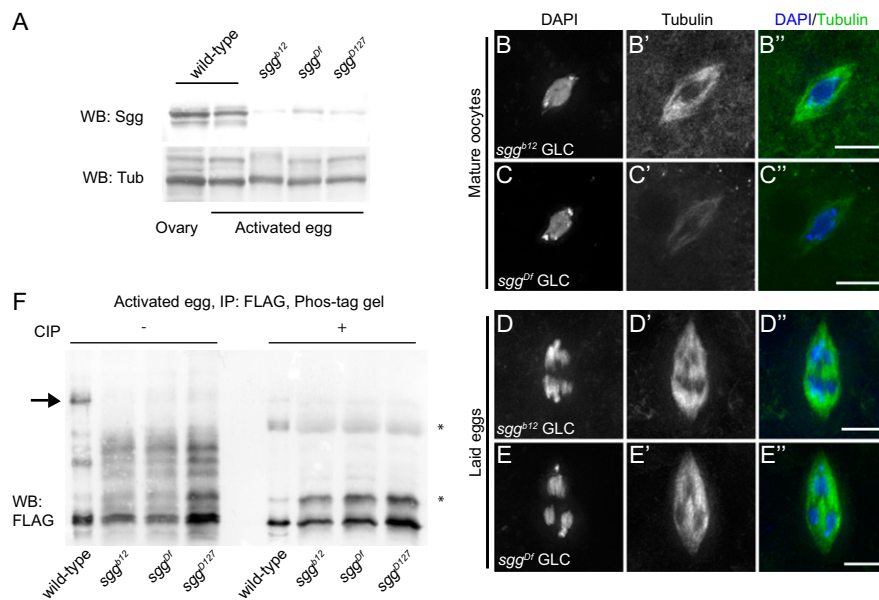 A
wild-type
sgg^b12
sgg^Df
sgg^D127
WB: Sgg
WB: Tub
Ovary
Activated egg
DAPI
Tubulin
DAPI/Tubulin
Mature oocytes
B
B'
B''
sgg^b12 GLC
C
C'
C''
sgg^Df GLC
Laid eggs
D
D'
D''
sgg^b12 GLC
E
E'
E''
sgg^Df GLC
F
Activated egg, IP: FLAG, Phos-tag gel
CIP - +
*
*
WB:
FLAG
wild-type
sgg^b12
sgg^Df
sgg^D127
wild-type
sgg^b12
sgg^Df
sgg^D127